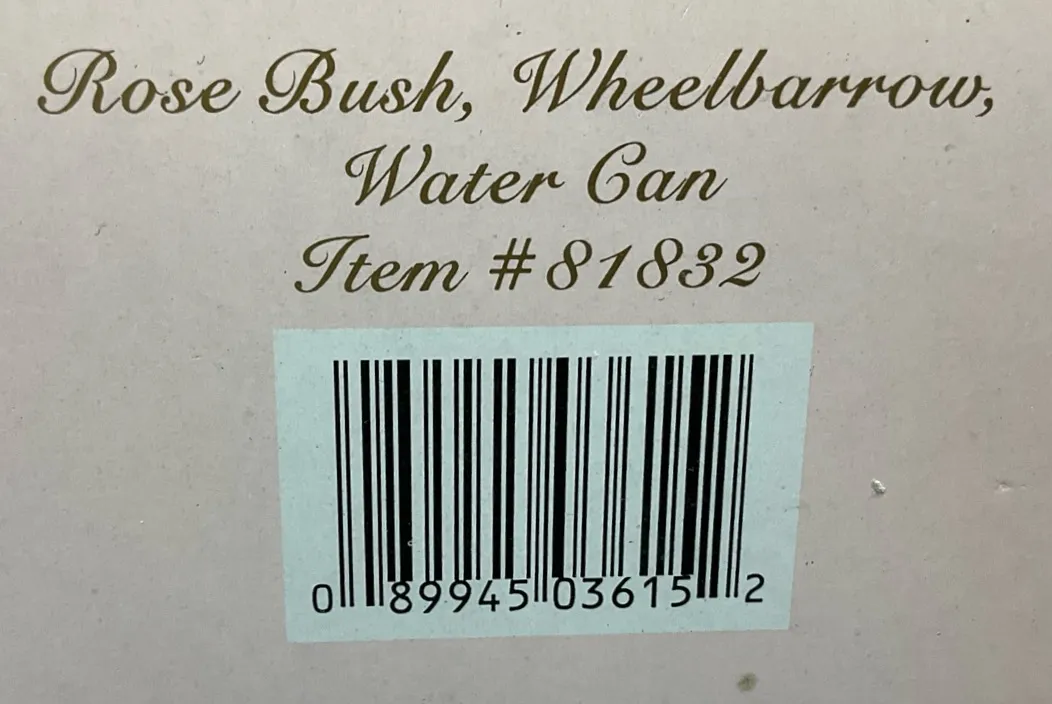 Rose Bush, Wheelbarrow,
Water Can
Item #81832
0 89945 03615 2